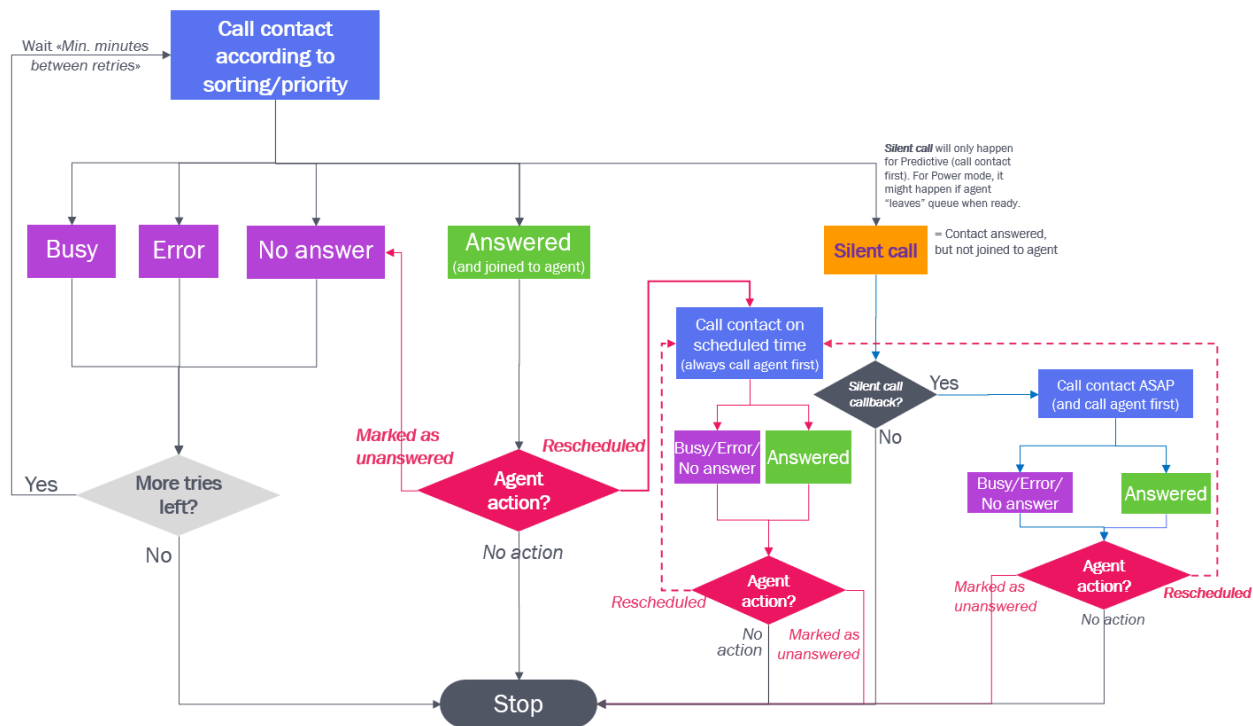 Call contact
according to
sorting/priority
Wait «Min. minutes
between retries»
Silent call will only happen
for Predictive (call contact
first). For Power mode, it
might happen if agent
“leaves” queue when ready.
Busy
Error
No answer
Answered
(and joined to agent)
Silent call
= Contact answered,
but not joined to agent
Call contact on
scheduled time
(always call agent first)
Silent call
callback?
Yes
No
Call contact ASAP
(and call agent first)
Marked as
unanswered
Rescheduled
Busy/Error/
No answer
Answered
Busy/Error/
No answer
Answered
Yes
More tries
left?
No
Agent
action?
No action
Agent
action?
Rescheduled
No
action
Marked as
unanswered
Agent
action?
Marked as
unanswered
Rescheduled
No action
Stop